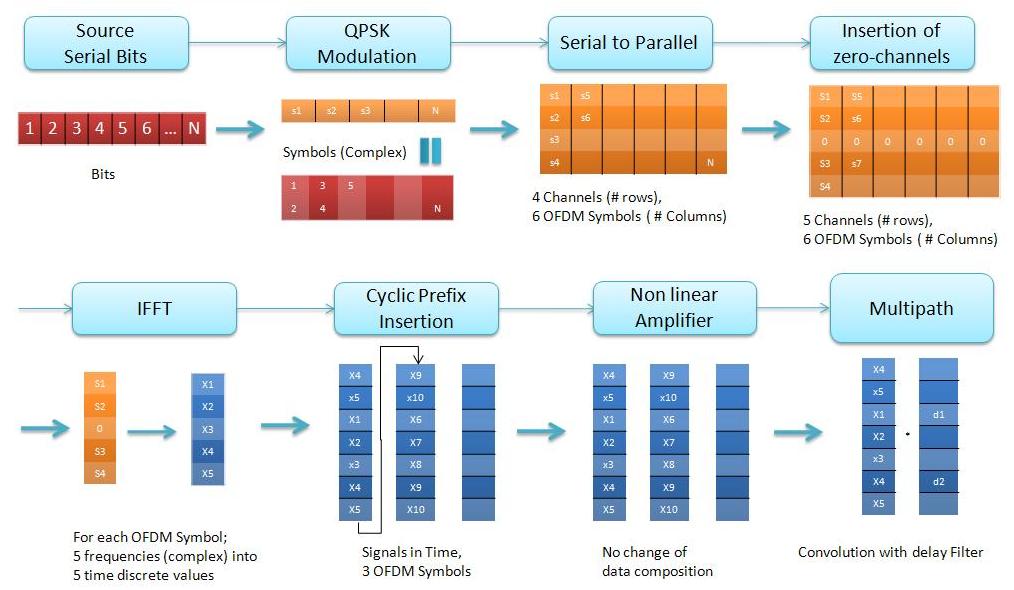 Source
Serial Bits
QPSK
Modulation
Serial to Parallel
Insertion of
zero-channels
1 2 3 4 5 6 ... N
Bits
s1 s2 s3 N
Symbols (Complex)
1 3 5
2 4 N
s1 s5
s2 s6
s3
s4 N
4 Channels (# rows),
6 OFDM Symbols ( # Columns)
S1 S5
S2 s6
0 0 0 0 0 0
S3 s7
S4
5 Channels (# rows),
6 OFDM Symbols ( # Columns)
IFFT
Cyclic Prefix
Insertion
Non linear
Amplifier
Multipath
S1
S2
0
S3
S4
X1
X2
X3
X4
X5
For each OFDM Symbol;
5 frequencies (complex) into
5 time discrete values
X4 X9
x5 x10
X1 X6
X2 X7
x3 X8
X4 X9
X5 X10
Signals in Time,
3 OFDM Symbols
X4 X9
x5 x10
X1 X6
X2 X7
x3 X8
X4 X9
X5 X10
No change of
data composition
X4
x5
X1 d1
X2
x3
X4 d2
X5
Convolution with delay Filter